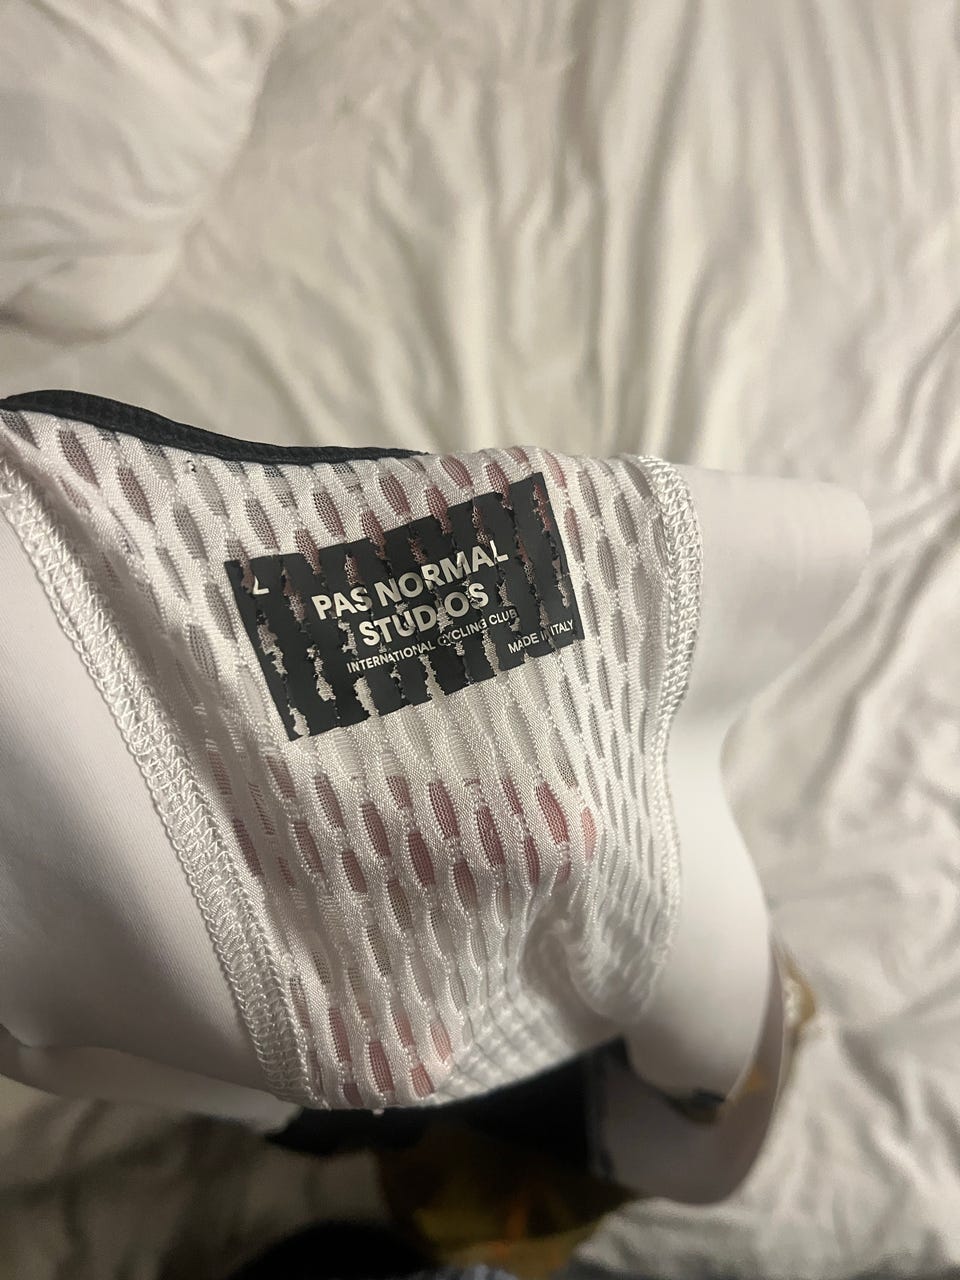 L
PAS NORMAL
STUDIOS
INTERNATIONAL CYCLING CLUB
MADE IN ITALY